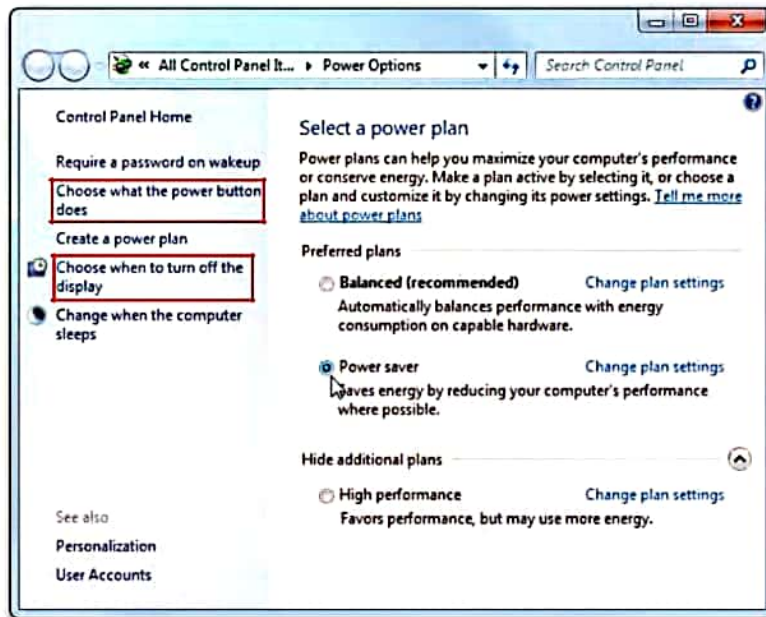 « All Control Panel It... ▸ Power Options
Search Control Panel
Control Panel Home
Require a password on wakeup
Choose what the power button
does
Create a power plan
Choose when to turn off the
display
Change when the computer
sleeps
See also
Personalization
User Accounts
Select a power plan
Power plans can help you maximize your computer's performance
or conserve energy. Make a plan active by selecting it, or choose a
plan and customize it by changing its power settings. Tell me more
about power plans
Preferred plans
Balanced (recommended) Change plan settings
Automatically balances performance with energy
consumption on capable hardware.
Power saver Change plan settings
Saves energy by reducing your computer's performance
where possible.
Hide additional plans
High performance Change plan settings
Favors performance, but may use more energy.